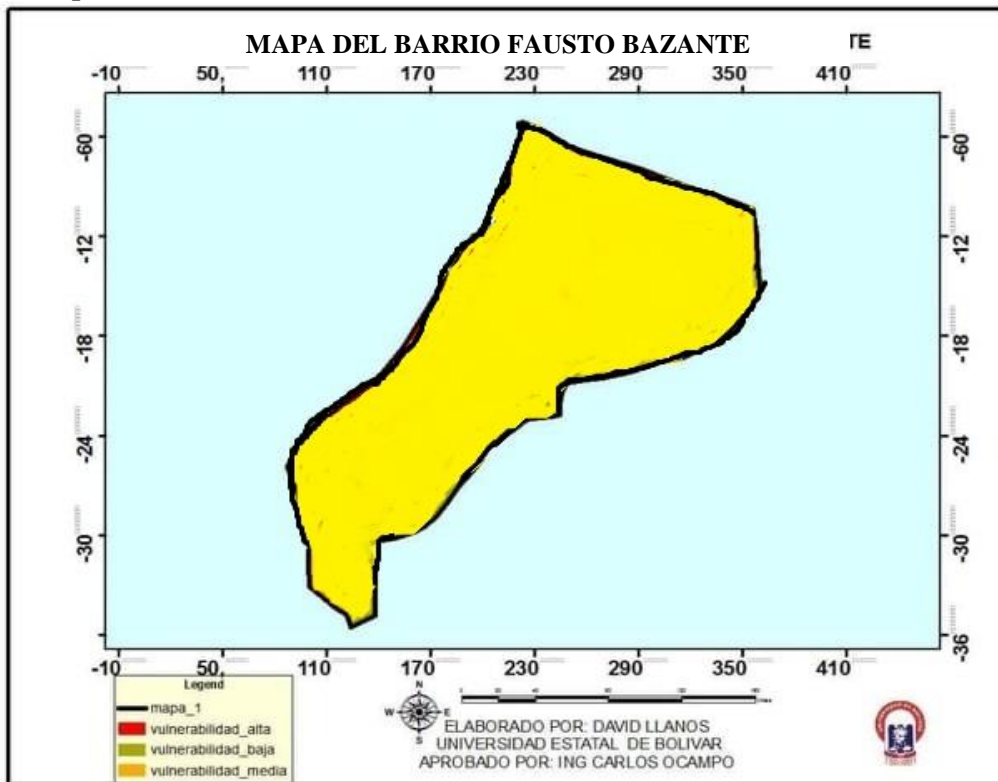 MAPA DEL BARRIO FAUSTO BAZANTE
TE
-10 50, 110 170 230 290 350 410
-60 -60
-12 -12
-18 -18
-24 -24
-30 -30
-36
-10 50, 110 170 230 290 350 410
Legend
mapa_1
vulnerabilidad_alta
vulnerabilidad_baja
vulnerabilidad_media
N
W E
S
ELABORADO POR: DAVID LLANOS
UNIVERSIDAD ESTATAL DE BOLIVAR
APROBADO POR: ING CARLOS OCAMPO